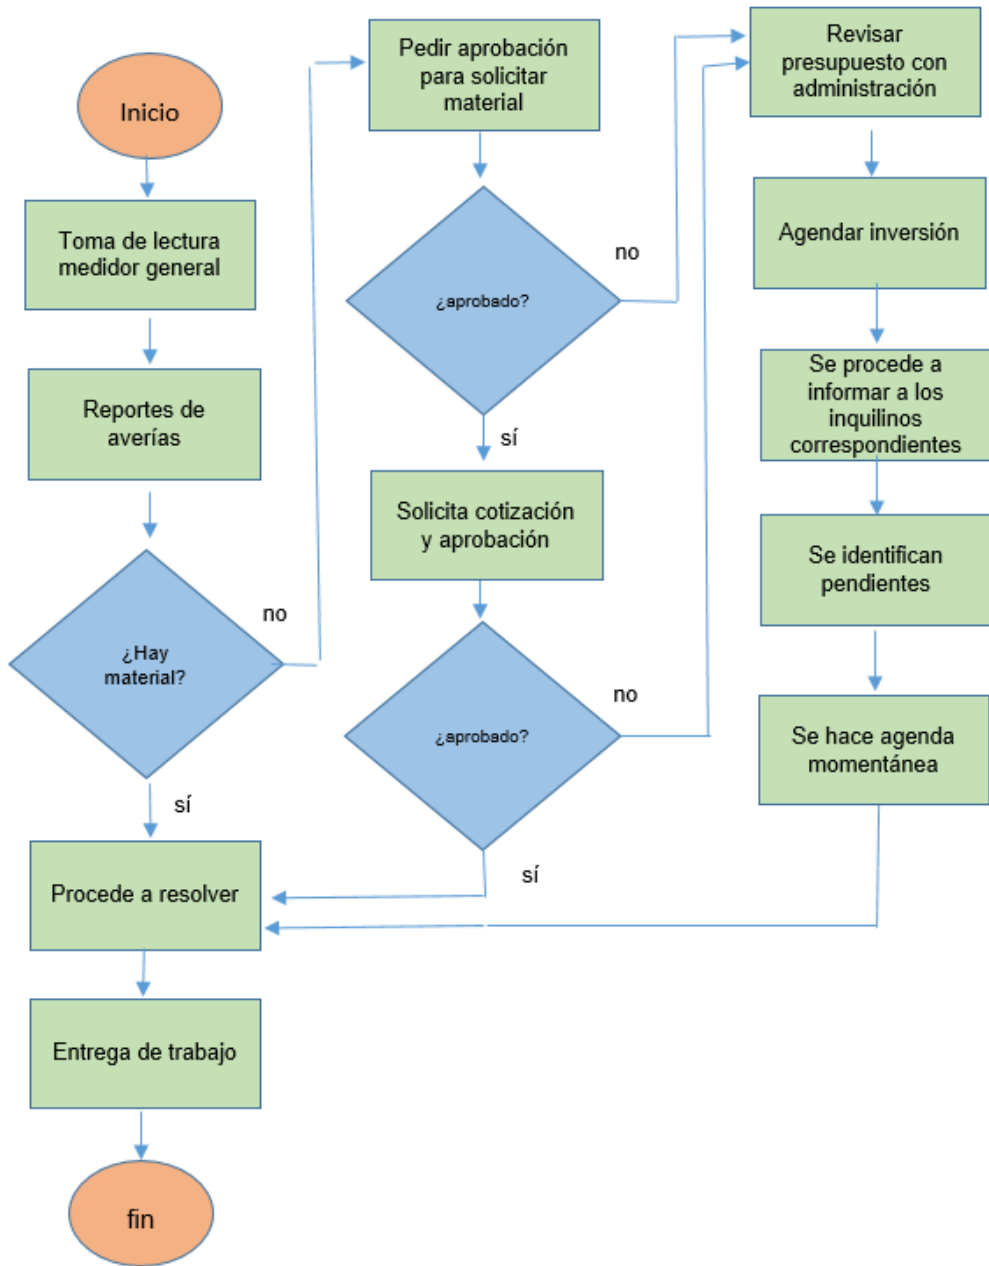 Inicio
Toma de lectura
medidor general
Reportes de
averías
¿Hay
material?
no
sí
Procede a resolver
Entrega de trabajo
fin
Pedir aprobación
para solicitar
material
¿aprobado?
no
sí
Solicita cotización
y aprobación
¿aprobado?
no
sí
Revisar
presupuesto con
administración
Agendar inversión
Se procede a
informar a los
inquilinos
correspondientes
Se identifican
pendientes
Se hace agenda
momentánea